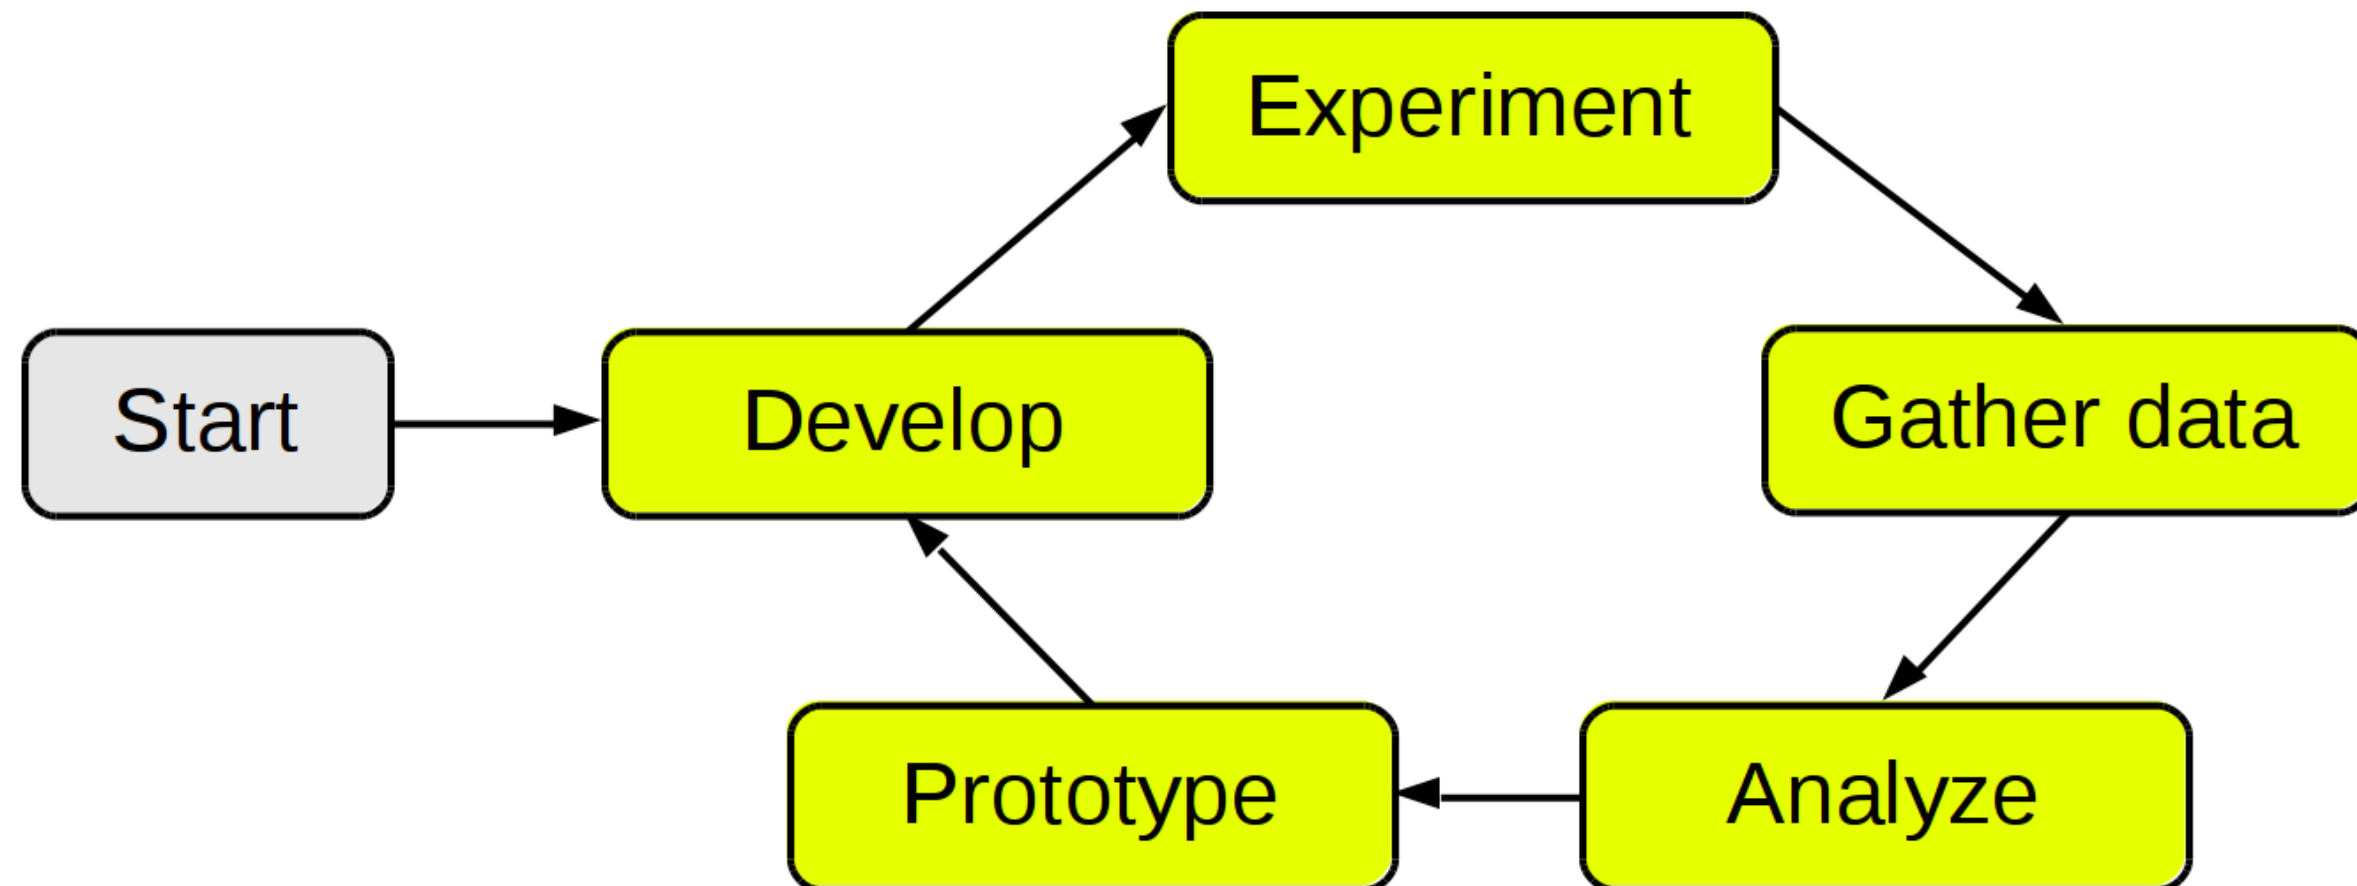 Experiment
Start
Develop
Gather data
Prototype
Analyze